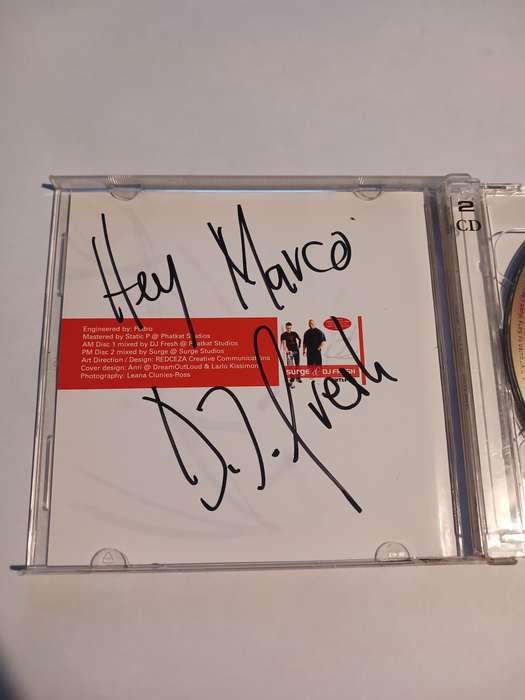 Hey Marco
Engineered by: Pedro
Mastered by Static P @ Phatkat Studios
AM Disc 1 mixed by DJ Fresh @ Phatkat Studios
PM Disc 2 mixed by Surge @ Surge Studios
Art Direction / Design: REDCEZA Creative Communications
Cover design: Anri @ DreamOutLoud & Lazlo Kissimon
Photography: Leana Clunies-Ross
surge & DJ FRESH
D.J. Fresh
2
CD